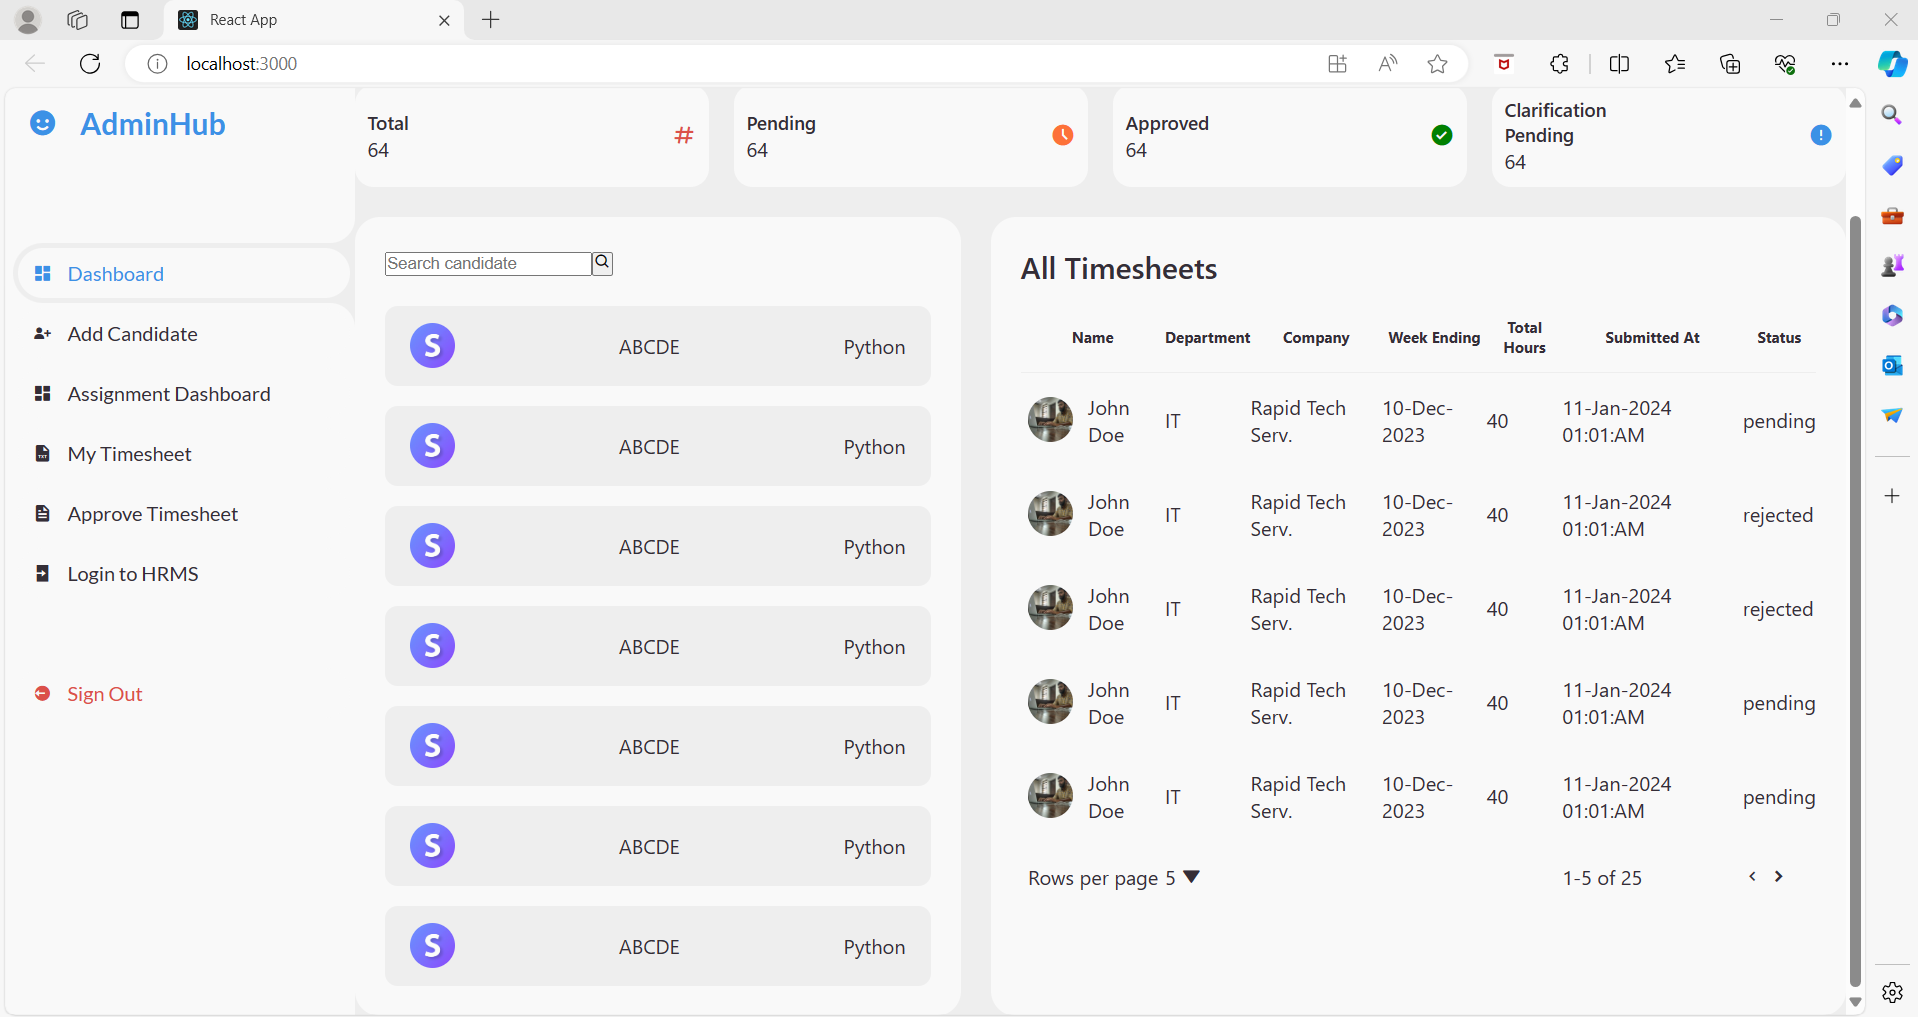 React App
localhost:3000
AdminHub
Dashboard
Add Candidate
Assignment Dashboard
My Timesheet
Approve Timesheet
Login to HRMS
Sign Out
Total
64
#
Pending
64
Approved
64
Clarification
Pending
64
Search candidate
S ABCDE Python
S ABCDE Python
S ABCDE Python
S ABCDE Python
S ABCDE Python
S ABCDE Python
S ABCDE Python
All Timesheets
Name Department Company Week Ending Total Hours Submitted At Status
John Doe IT Rapid Tech Serv. 10-Dec-2023 40 11-Jan-2024 01:01:AM pending
John Doe IT Rapid Tech Serv. 10-Dec-2023 40 11-Jan-2024 01:01:AM rejected
John Doe IT Rapid Tech Serv. 10-Dec-2023 40 11-Jan-2024 01:01:AM rejected
John Doe IT Rapid Tech Serv. 10-Dec-2023 40 11-Jan-2024 01:01:AM pending
John Doe IT Rapid Tech Serv. 10-Dec-2023 40 11-Jan-2024 01:01:AM pending
Rows per page 5 1-5 of 25